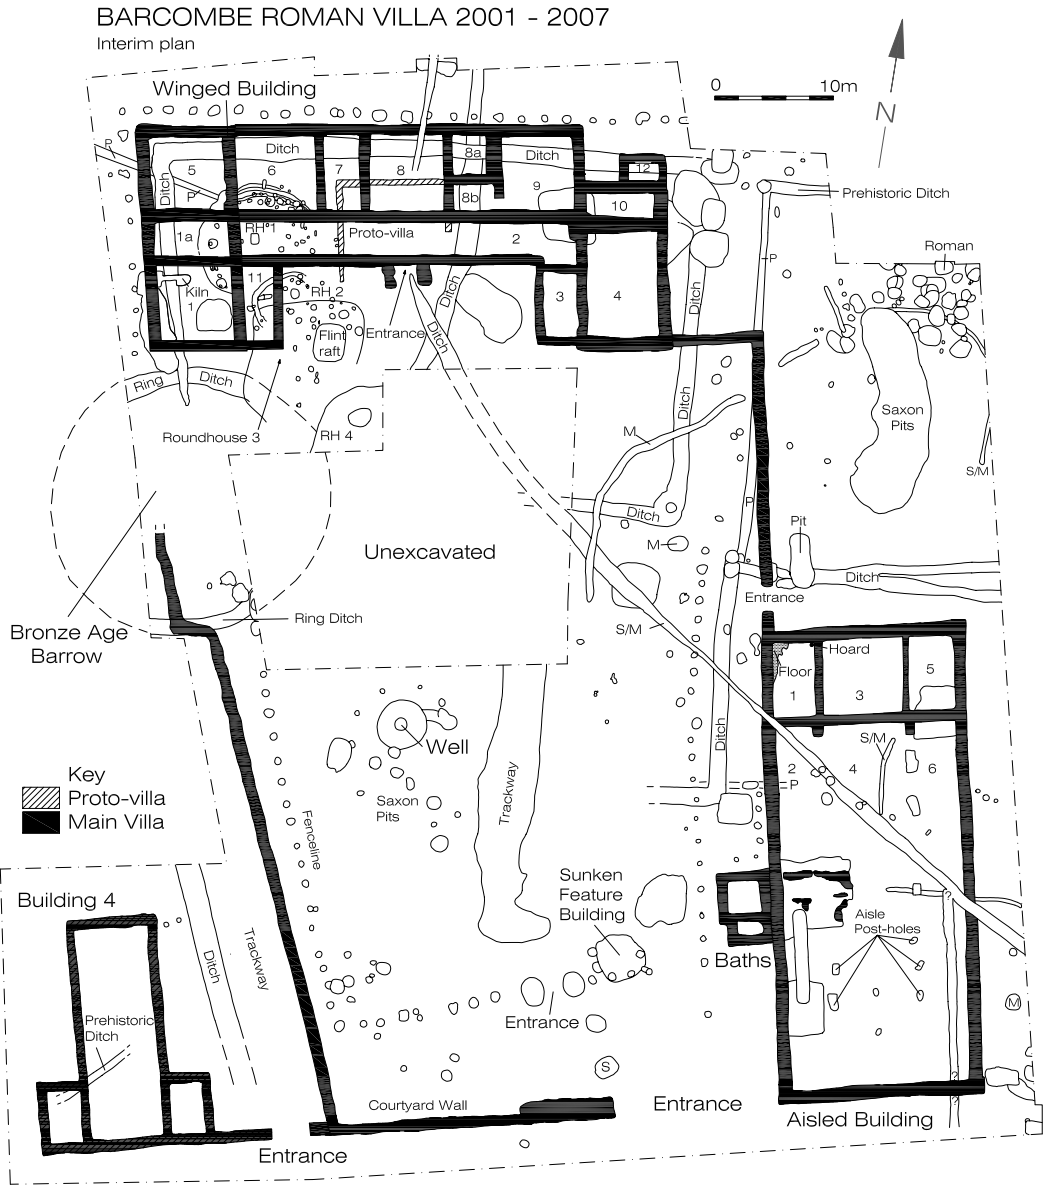 BARCOMBE ROMAN VILLA 2001 - 2007
Interim plan
Winged Building
0
10m
N
P
Ditch
8a
Ditch
5
6
7
8
12
Ditch
P
9
8b
10
Prehistoric Ditch
1a
RH 1
Proto-villa
2
Roman
P
Kiln
1
11
RH 2
3
4
Ditch
Ditch
Entrance
Flint
raft
Ditch
Ring
Ditch
Ditch
Roundhouse 3
RH 4
M
Saxon
Pits
S/M
P
Ditch
Pit
Unexcavated
M
Ditch
Entrance
Bronze Age
Barrow
Ring Ditch
S/M
Hoard
Floor
1
3
5
Well
Ditch
S/M
2
4
6
P
Key
Proto-villa
Main Villa
Saxon
Pits
Trackway
Fenceline
Building 4
Sunken
Feature
Building
Aisle
Post-holes
?
Ditch
Trackway
Baths
Prehistoric
Ditch
Entrance
M
S
?
?
Courtyard Wall
Entrance
Aisled Building
Entrance